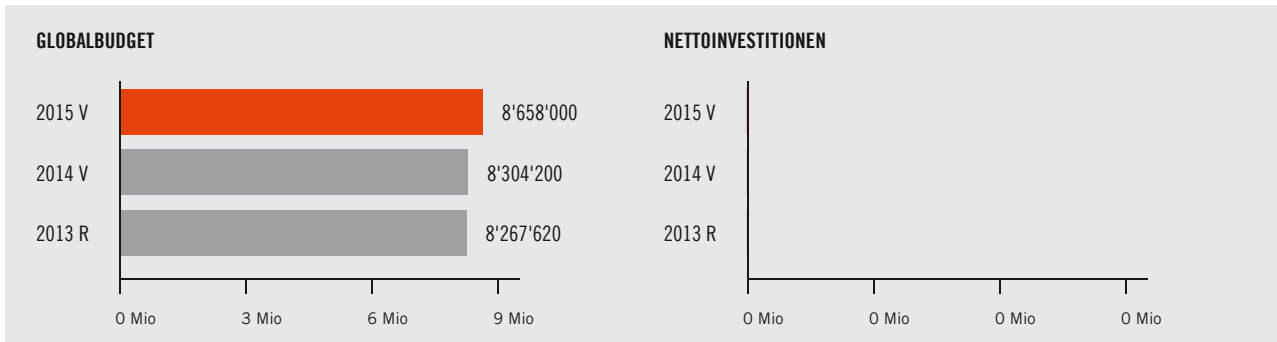 GLOBALBUDGET
2015 V 8'658'000
2014 V 8'304'200
2013 R 8'267'620
0 Mio 3 Mio 6 Mio 9 Mio
NETTOINVESTITIONEN
2015 V
2014 V
2013 R
0 Mio 0 Mio 0 Mio 0 Mio